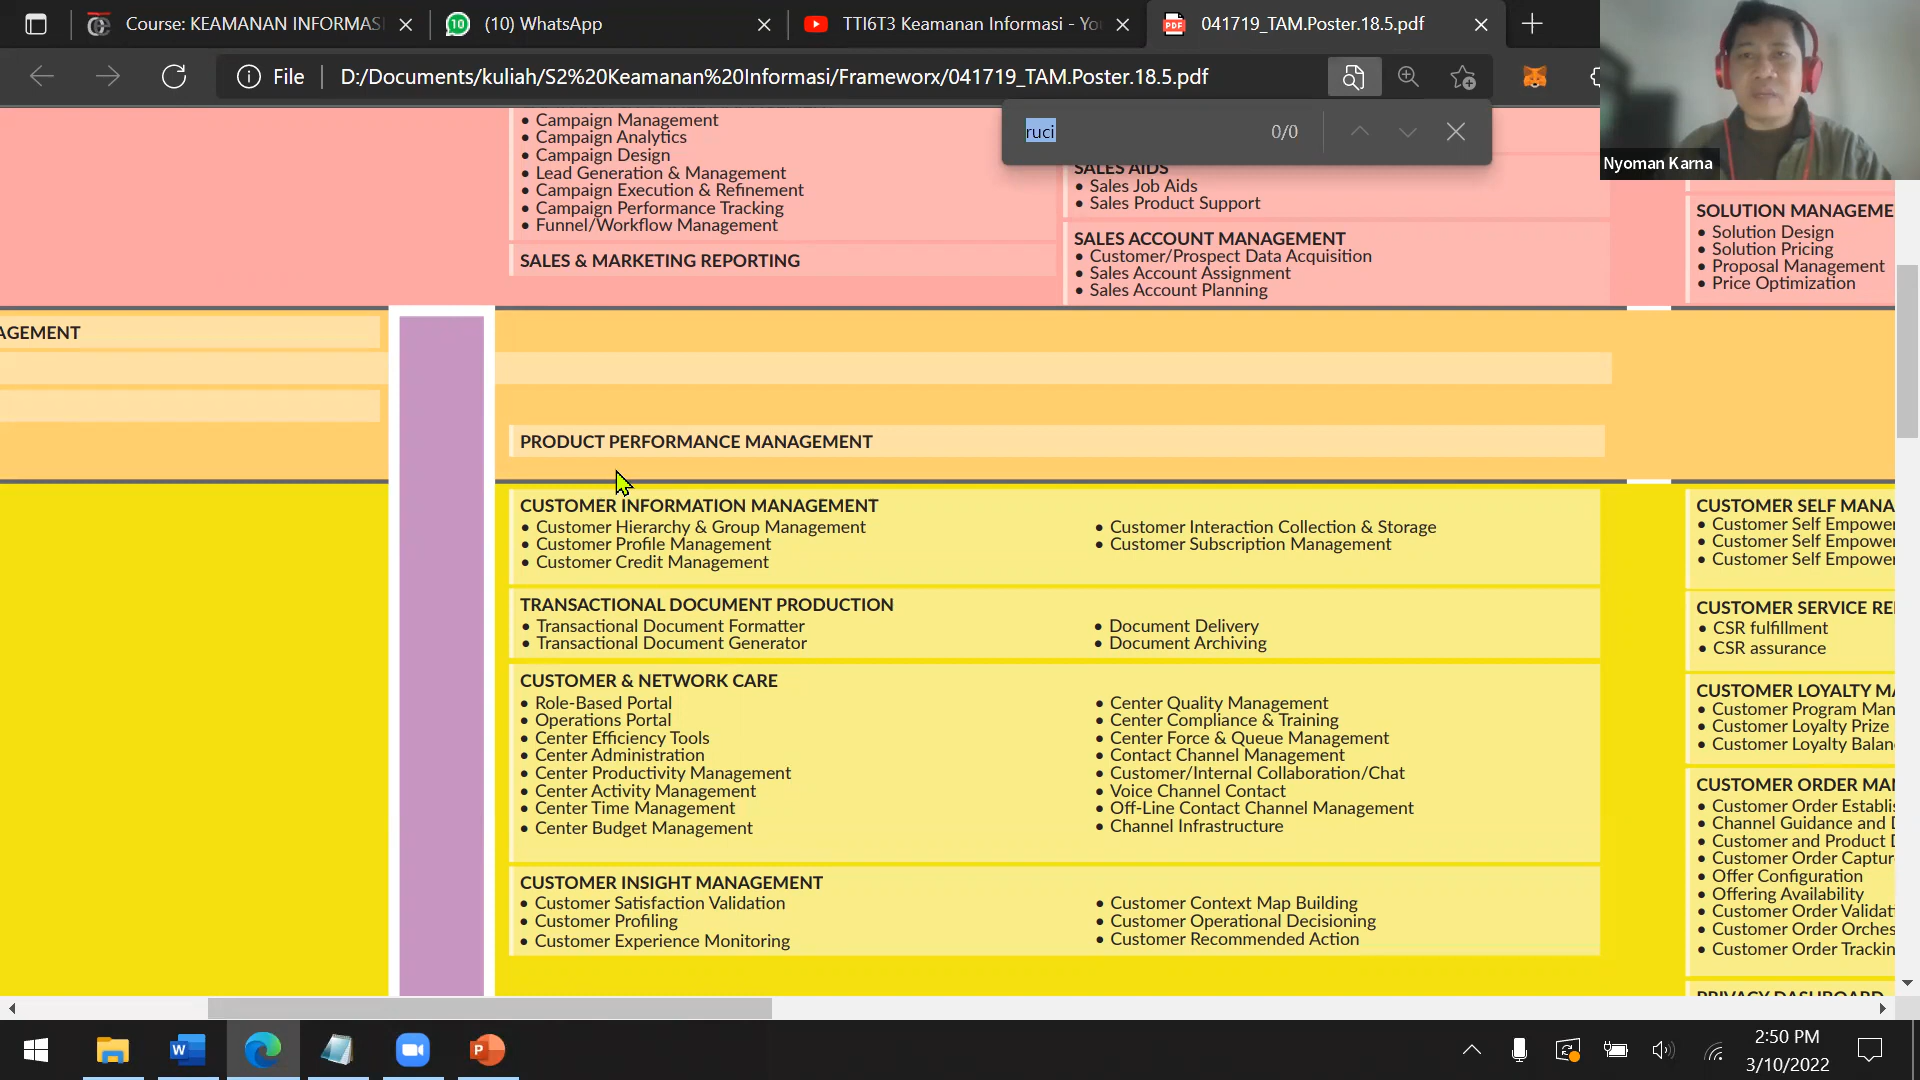 Course: KEAMANAN INFORMAS
(10) WhatsApp
TTI6T3 Keamanan Informasi - Yo
041719_TAM.Poster.18.5.pdf
File
D:/Documents/kuliah/S2%20Keamanan%20Informasi/Frameworx/041719_TAM.Poster.18.5.pdf
ruci
0/0
Nyoman Karna
Campaign Management
Campaign Analytics
Campaign Design
Lead Generation & Management
Campaign Execution & Refinement
Campaign Performance Tracking
Funnel/Workflow Management
SALES & MARKETING REPORTING
SALES AIDS
Sales Job Aids
Sales Product Support
SALES ACCOUNT MANAGEMENT
Customer/Prospect Data Acquisition
Sales Account Assignment
Sales Account Planning
SOLUTION MANAGEME
Solution Design
Solution Pricing
Proposal Management
Price Optimization
AGEMENT
PRODUCT PERFORMANCE MANAGEMENT
CUSTOMER INFORMATION MANAGEMENT
Customer Hierarchy & Group Management
Customer Profile Management
Customer Credit Management
Customer Interaction Collection & Storage
Customer Subscription Management
TRANSACTIONAL DOCUMENT PRODUCTION
Transactional Document Formatter
Transactional Document Generator
Document Delivery
Document Archiving
CUSTOMER & NETWORK CARE
Role-Based Portal
Operations Portal
Center Efficiency Tools
Center Administration
Center Productivity Management
Center Activity Management
Center Time Management
Center Budget Management
Center Quality Management
Center Compliance & Training
Center Force & Queue Management
Contact Channel Management
Customer/Internal Collaboration/Chat
Voice Channel Contact
Off-Line Contact Channel Management
Channel Infrastructure
CUSTOMER INSIGHT MANAGEMENT
Customer Satisfaction Validation
Customer Profiling
Customer Experience Monitoring
Customer Context Map Building
Customer Operational Decisioning
Customer Recommended Action
CUSTOMER SELF MANA
Customer Self Empower
Customer Self Empower
Customer Self Empower
CUSTOMER SERVICE RE
CSR fulfillment
CSR assurance
CUSTOMER LOYALTY MA
Customer Program Man
Customer Loyalty Prize
Customer Loyalty Balan
CUSTOMER ORDER MAN
Customer Order Establis
Channel Guidance and D
Customer and Product D
Customer Order Captur
Offer Configuration
Offering Availability
Customer Order Validati
Customer Order Orches
Customer Order Trackin
PRIVACY DASHBOARD
2:50 PM
3/10/2022